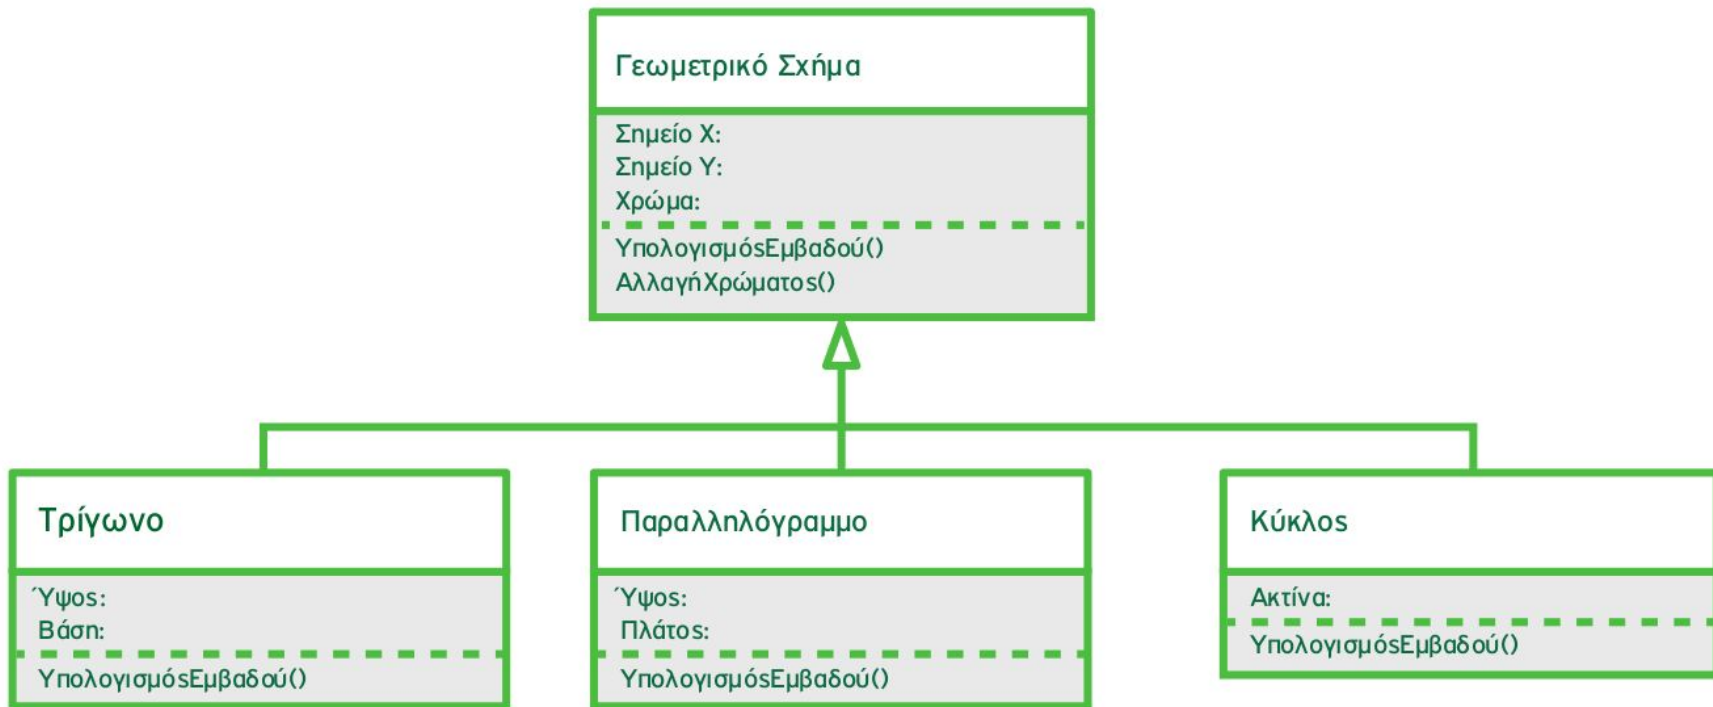 Γεωμετρικό Σχήμα
Σημείο Χ:
Σημείο Υ:
Χρώμα:
ΥπολογισμόςΕμβαδού()
ΑλλαγήΧρώματος()
Τρίγωνο
Ύψος:
Βάση:
ΥπολογισμόςΕμβαδού()
Παραλληλόγραμμο
Ύψος:
Πλάτος:
ΥπολογισμόςΕμβαδού()
Κύκλος
Ακτίνα:
ΥπολογισμόςΕμβαδού()